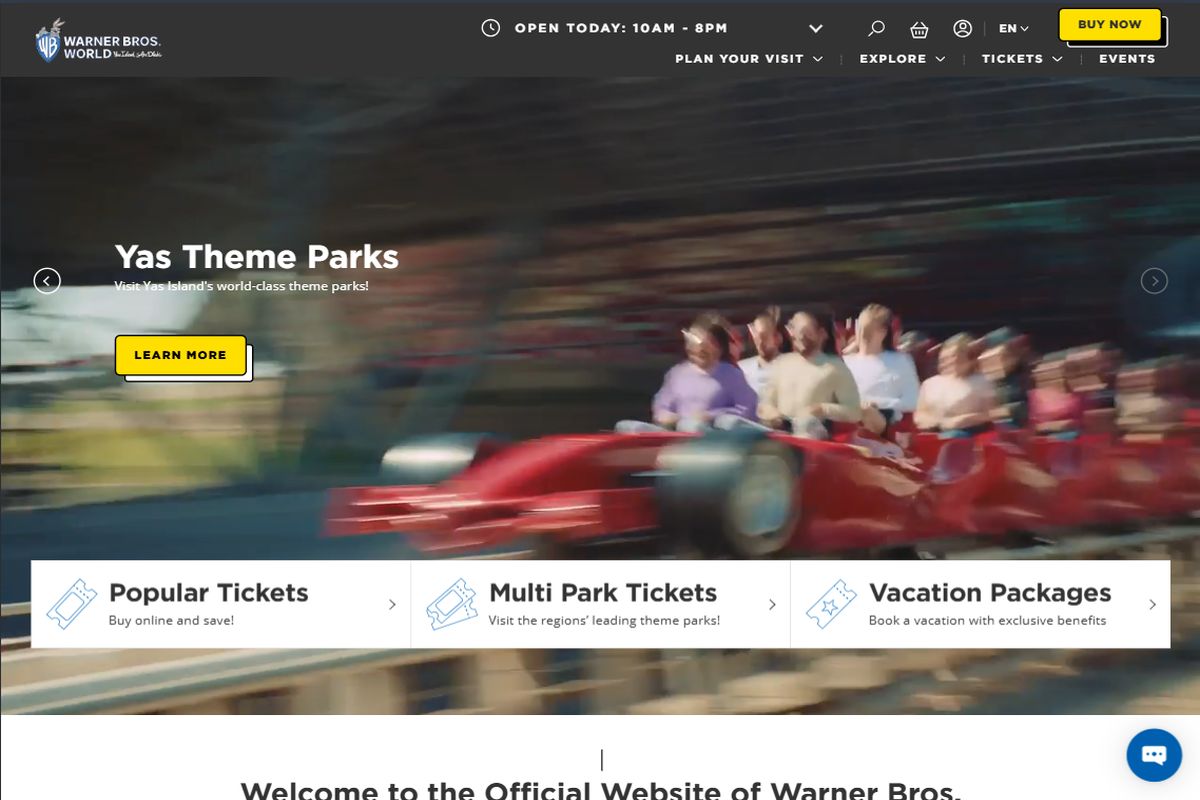 WB
WARNER BROS.
WORLD Yas Island, Abu Dhabi
OPEN TODAY: 10AM - 8PM
EN
BUY NOW
PLAN YOUR VISIT
EXPLORE
TICKETS
EVENTS
Yas Theme Parks
Visit Yas Island's world-class theme parks!
LEARN MORE
Popular Tickets
Buy online and save!
Multi Park Tickets
Visit the regions' leading theme parks!
Vacation Packages
Book a vacation with exclusive benefits
Welcome to the Official Website of Warner Bros.